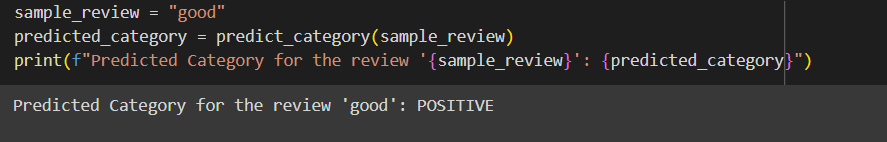 sample_review = "good"
predicted_category = predict_category(sample_review)
print(f"Predicted Category for the review '{sample_review}': {predicted_category}")
Predicted Category for the review 'good': POSITIVE